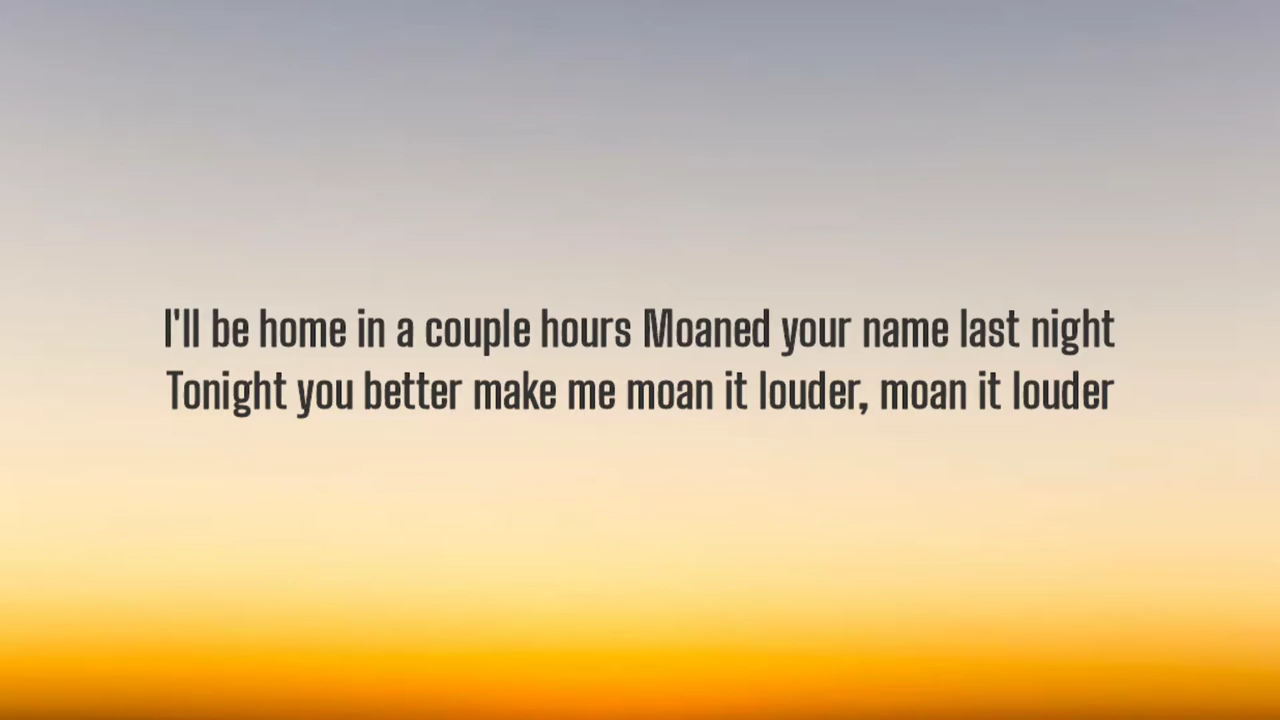 I'll be home in a couple hours Moaned your name last night
Tonight you better make me moan it louder, moan it louder